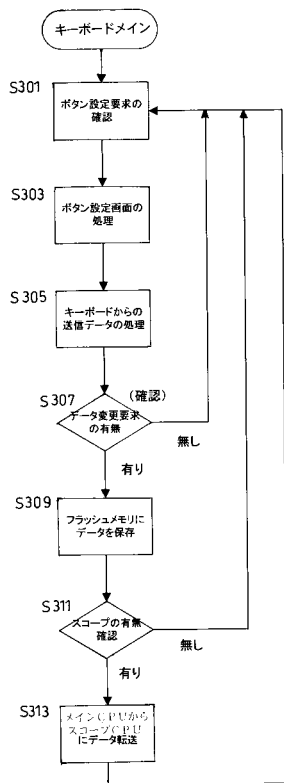 キーボードメイン
S301
ボタン設定要求の
確認
S303
ボタン設定画面の
処理
S305
キーボードからの
送信データの処理
S307
(確認)
データ変更要求
の有無
無し
有り
S309
フラッシュメモリに
データを保存
S311
スコープの有無
確認
無し
有り
S313
メインCPUから
スコープCPU
にデータ転送